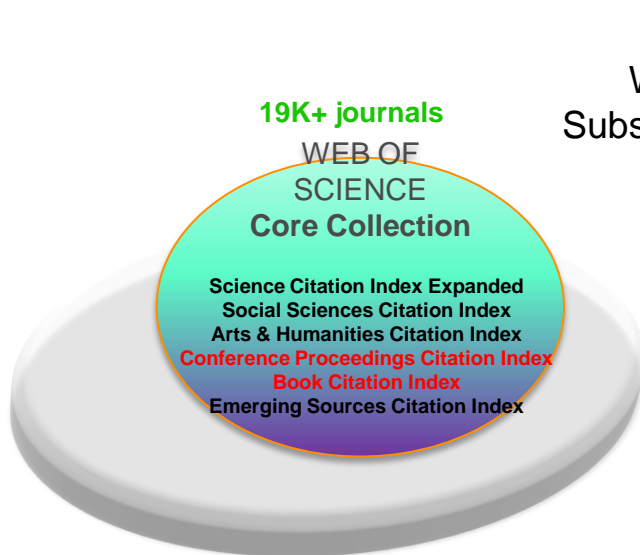 19K+ journals
WEB OF
SCIENCE
Core Collection
Science Citation Index Expanded
Social Sciences Citation Index
Arts & Humanities Citation Index
Conference Proceedings Citation Index
Book Citation Index
Emerging Sources Citation Index